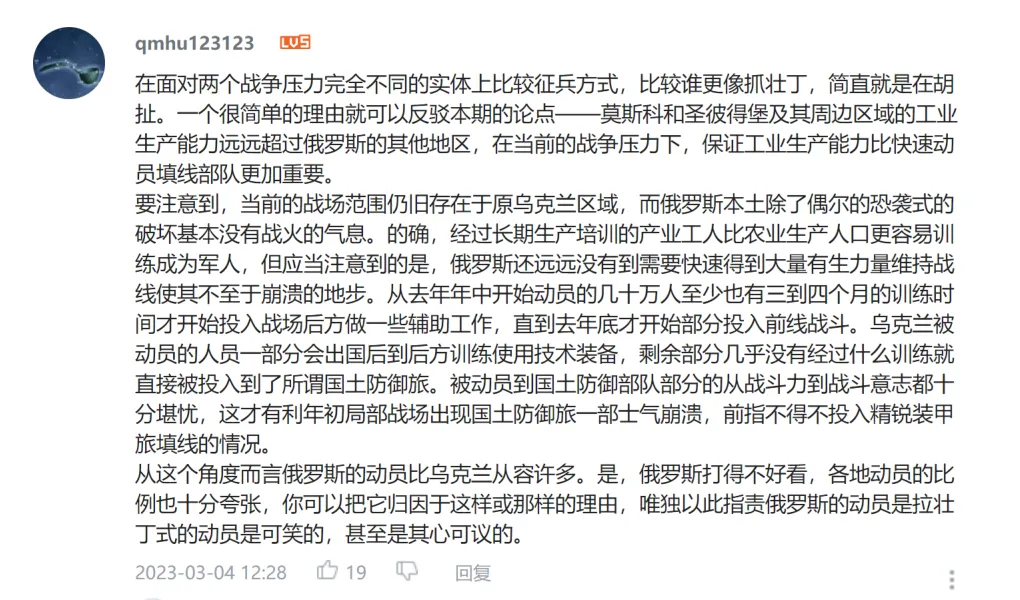 qmhu123123 LV5
在面对两个战争压力完全不同的实体上比较征兵方式，比较谁更像抓壮丁，简直就是在胡
扯。一个很简单的理由就可以反驳本期的论点——莫斯科和圣彼得堡及其周边区域的工业
生产能力远远超过俄罗斯的其他地区，在当前的战争压力下，保证工业生产能力比快速动
员填线部队更加重要。
要注意到，当前的战场范围仍旧存在于原乌克兰区域，而俄罗斯本土除了偶尔的恐袭式的
破坏基本没有战火的气息。的确，经过长期生产培训的产业工人比农业生产人口更容易训
练成为军人，但应当注意到的是，俄罗斯还远远没有到需要快速得到大量有生力量维持战
线使其不至于崩溃的地步。从去年年中开始动员的几十万人至少也有三到四个月的训练时
间才开始投入战场后方做一些辅助工作，直到去年底才开始部分投入前线战斗。乌克兰被
动员的人员一部分会出国后到后方训练使用技术装备，剩余部分几乎没有经过什么训练就
直接被投入到了所谓国土防御旅。被动员到国土防御部队部分的从战斗力到战斗意志都十
分堪忧，这才有利年初局部战场出现国土防御旅一部士气崩溃，前指不得不投入精锐装甲
旅填线的情况。
从这个角度而言俄罗斯的动员比乌克兰从容许多。是，俄罗斯打得不好看，各地动员的比
例也十分夸张，你可以把它归因于这样或那样的理由，唯独以此指责俄罗斯的动员是拉壮
丁式的动员是可笑的，甚至是其心可议的。
2023-03-04 12:28 19 回复